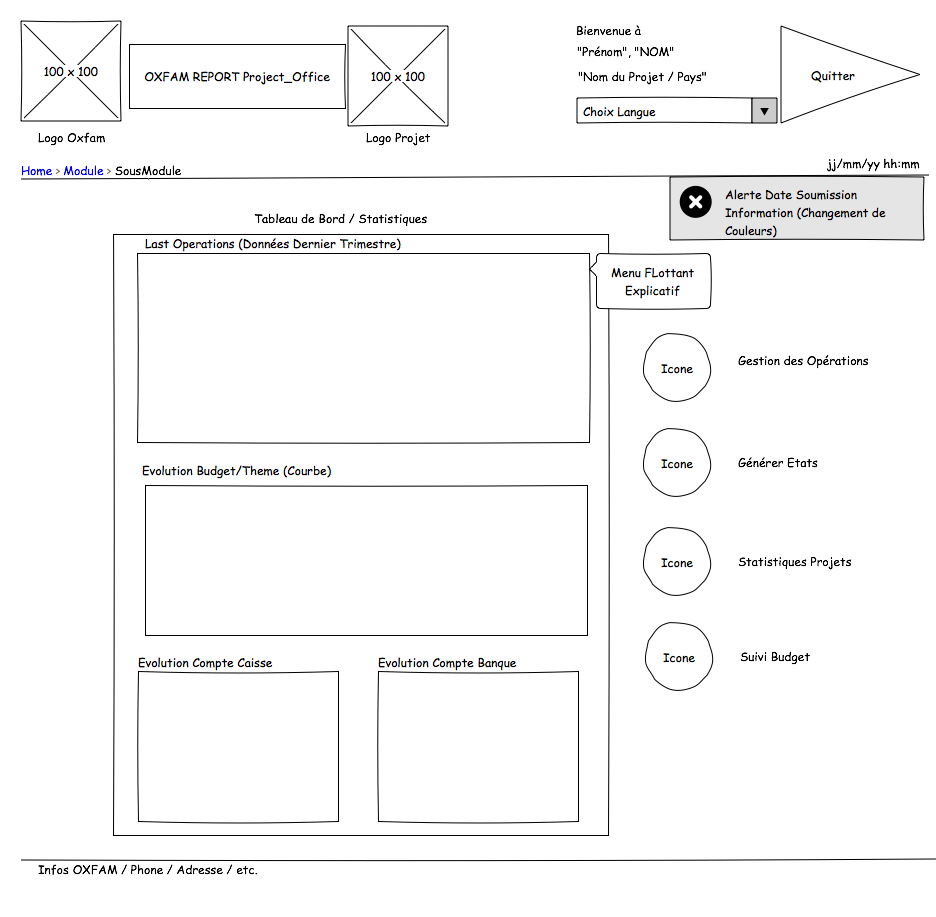 100 x 100
OXFAM REPORT Project_Office
100 x 100
Logo Oxfam
Logo Projet
Bienvenue à
"Prénom", "NOM"
"Nom du Projet / Pays"
Choix Langue
Quitter
Home > Module > SousModule
jj/mm/yy hh:mm
Alerte Date Soumission
Information (Changement de
Couleurs)
Tableau de Bord / Statistiques
Last Operations (Données Dernier Trimestre)
Menu FLottant
Explicatif
Icone
Gestion des Opérations
Evolution Budget/Theme (Courbe)
Icone
Générer Etats
Icone
Statistiques Projets
Icone
Suivi Budget
Evolution Compte Caisse
Evolution Compte Banque
Infos OXFAM / Phone / Adresse / etc.